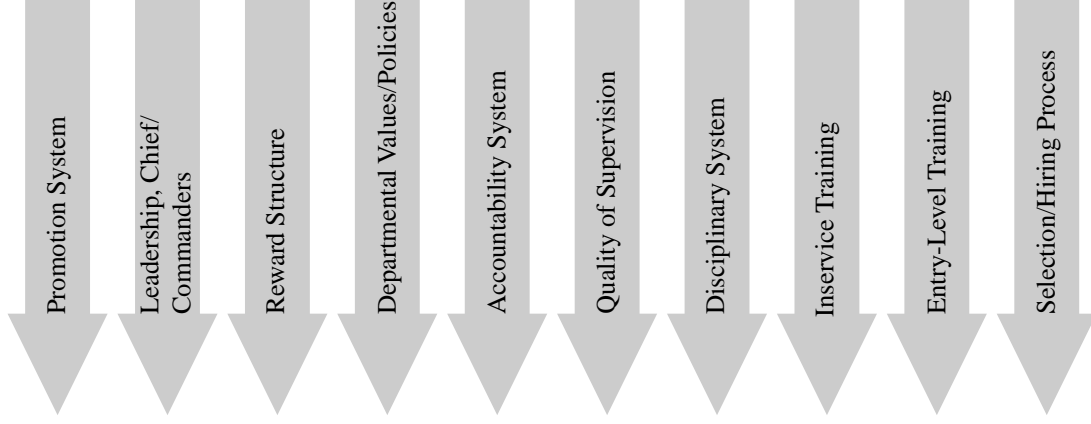 Promotion System
Leadership, Chief/
Commanders
Reward Structure
Departmental Values/Policies
Accountability System
Quality of Supervision
Disciplinary System
Inservice Training
Entry-Level Training
Selection/Hiring Process